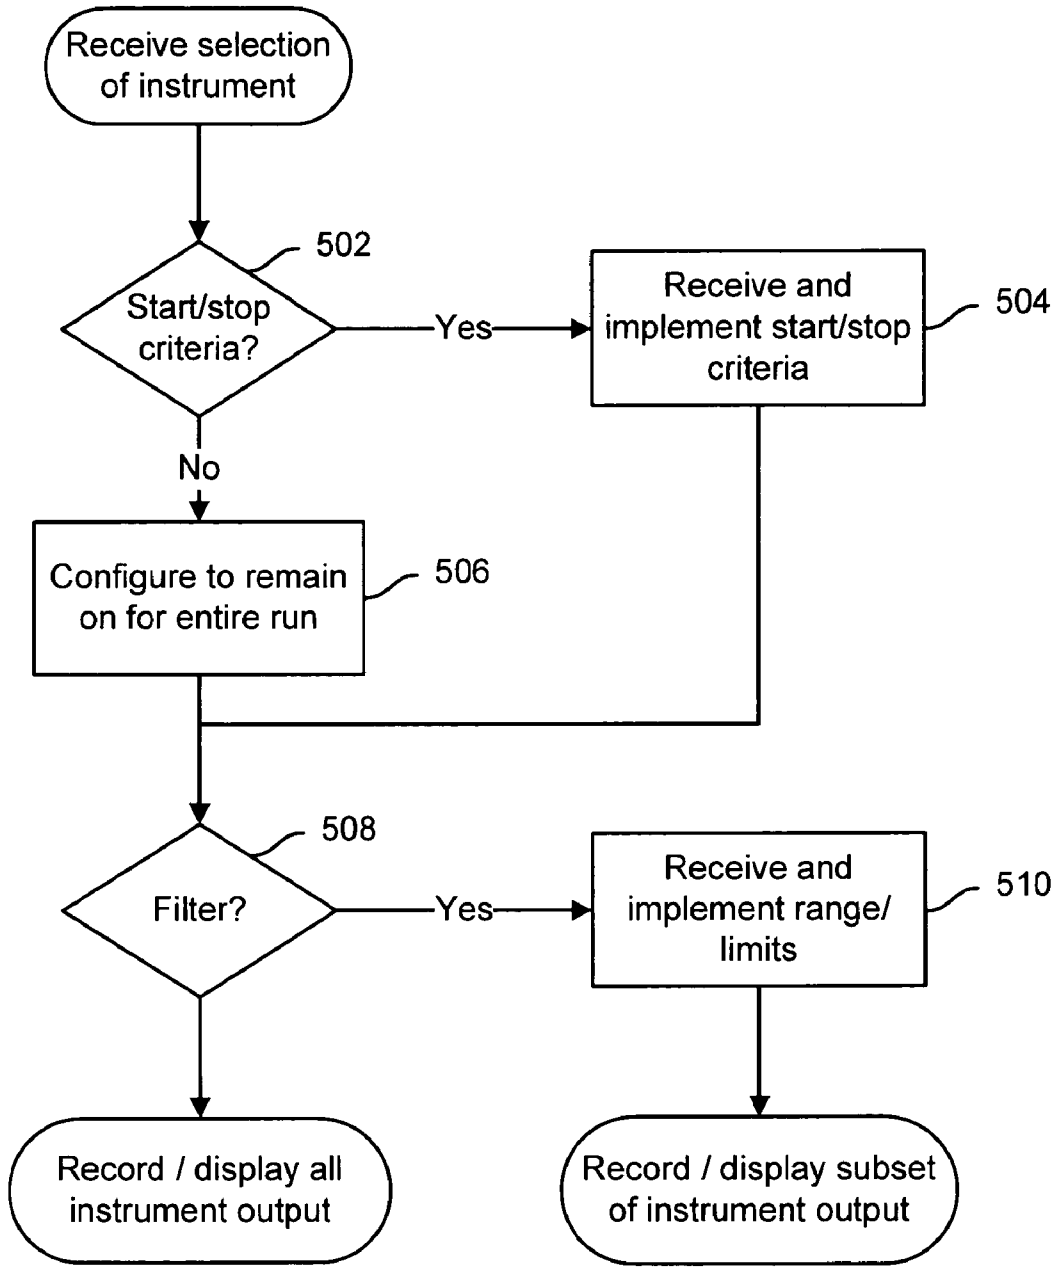 Receive selection
of instrument
502
Start/stop
criteria?
Yes
Receive and
implement start/stop
criteria
504
No
Configure to remain
on for entire run
506
508
Filter?
Yes
Receive and
implement range/
limits
510
Record / display all
instrument output
Record / display subset
of instrument output